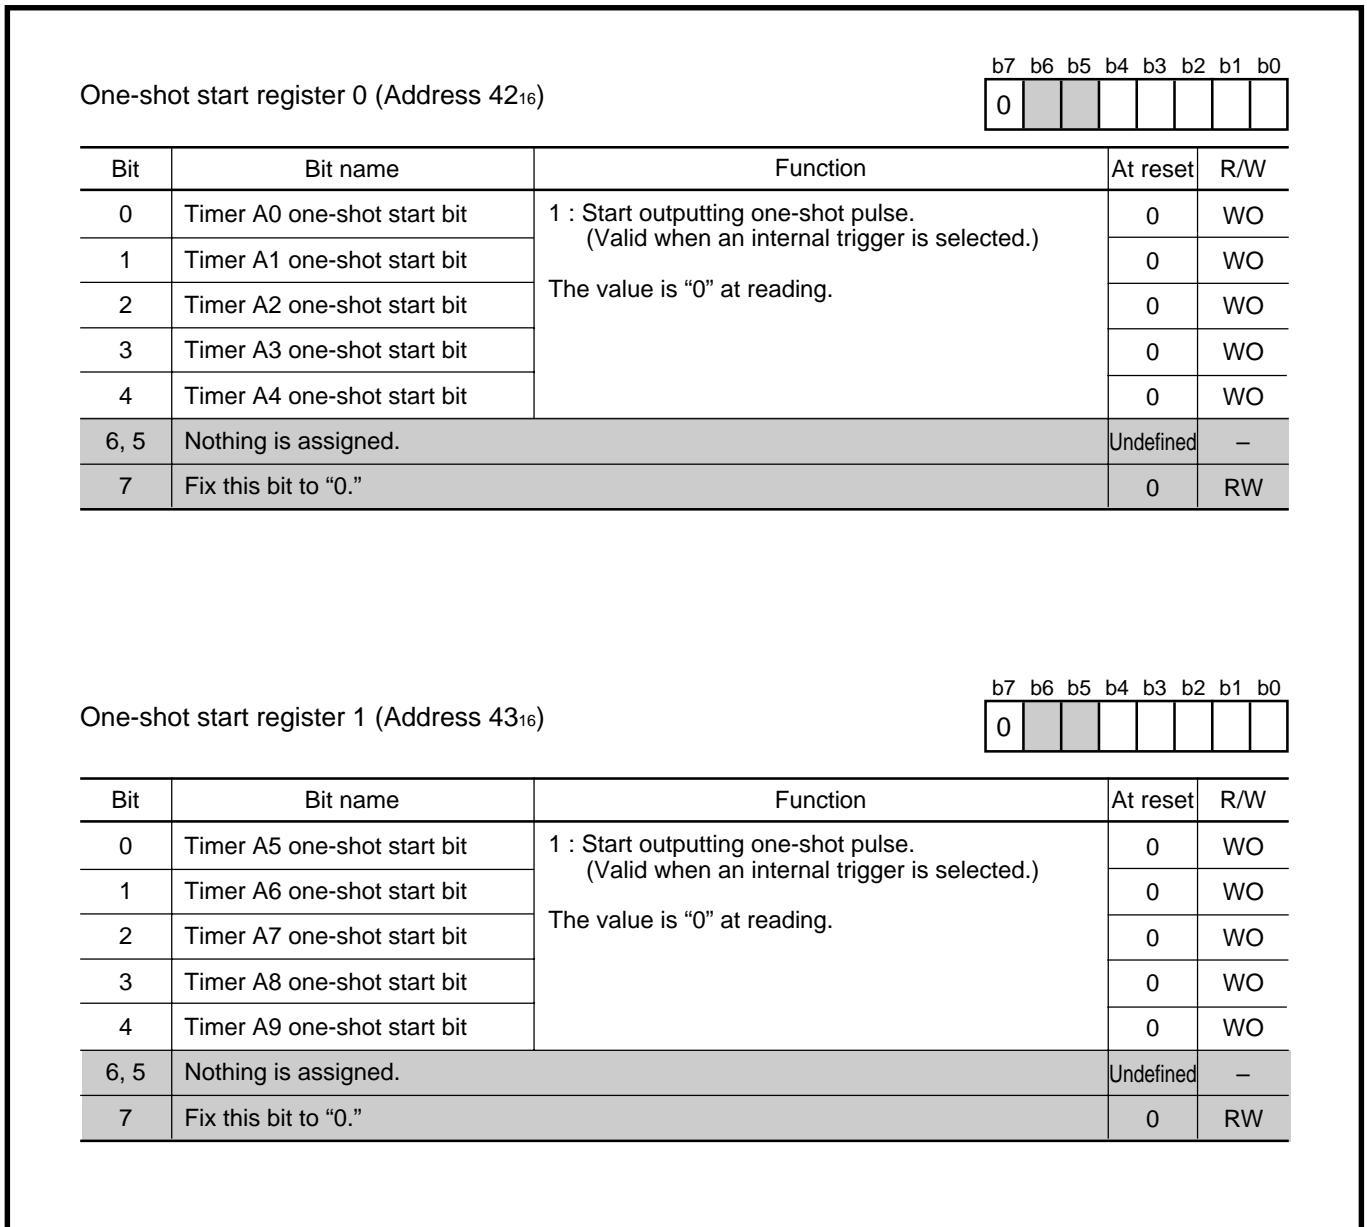 b7 b6 b5 b4 b3 b2 b1 b0
One-shot start register 0 (Address 42₁₆)
0
Bit Bit name Function At reset R/W
0 Timer A0 one-shot start bit 1 : Start outputting one-shot pulse. 0 WO
(Valid when an internal trigger is selected.)
1 Timer A1 one-shot start bit 0 WO
The value is “0” at reading.
2 Timer A2 one-shot start bit 0 WO
3 Timer A3 one-shot start bit 0 WO
4 Timer A4 one-shot start bit 0 WO
6, 5 Nothing is assigned. Undefined –
7 Fix this bit to “0.” 0 RW
b7 b6 b5 b4 b3 b2 b1 b0
One-shot start register 1 (Address 43₁₆)
0
Bit Bit name Function At reset R/W
0 Timer A5 one-shot start bit 1 : Start outputting one-shot pulse. 0 WO
(Valid when an internal trigger is selected.)
1 Timer A6 one-shot start bit 0 WO
The value is “0” at reading.
2 Timer A7 one-shot start bit 0 WO
3 Timer A8 one-shot start bit 0 WO
4 Timer A9 one-shot start bit 0 WO
6, 5 Nothing is assigned. Undefined –
7 Fix this bit to “0.” 0 RW